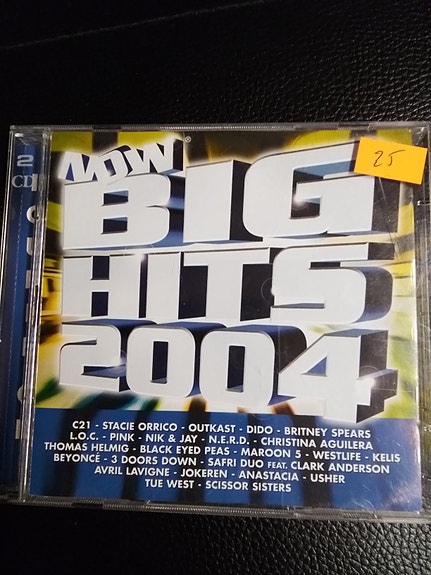 NOW®
25
2
CD
BIG
HITS
2004
C21 - STACIE ORRICO - OUTKAST - DIDO - BRITNEY SPEARS
L.O.C. - PINK - NIK & JAY - N.E.R.D. - CHRISTINA AGUILERA
THOMAS HELMIG - BLACK EYED PEAS - MAROON 5 - WESTLIFE - KELIS
BEYONCÉ - 3 DOORS DOWN - SAFRI DUO FEAT. CLARK ANDERSON
AVRIL LAVIGNE - JOKEREN - ANASTACIA - USHER
TUE WEST - SCISSOR SISTERS